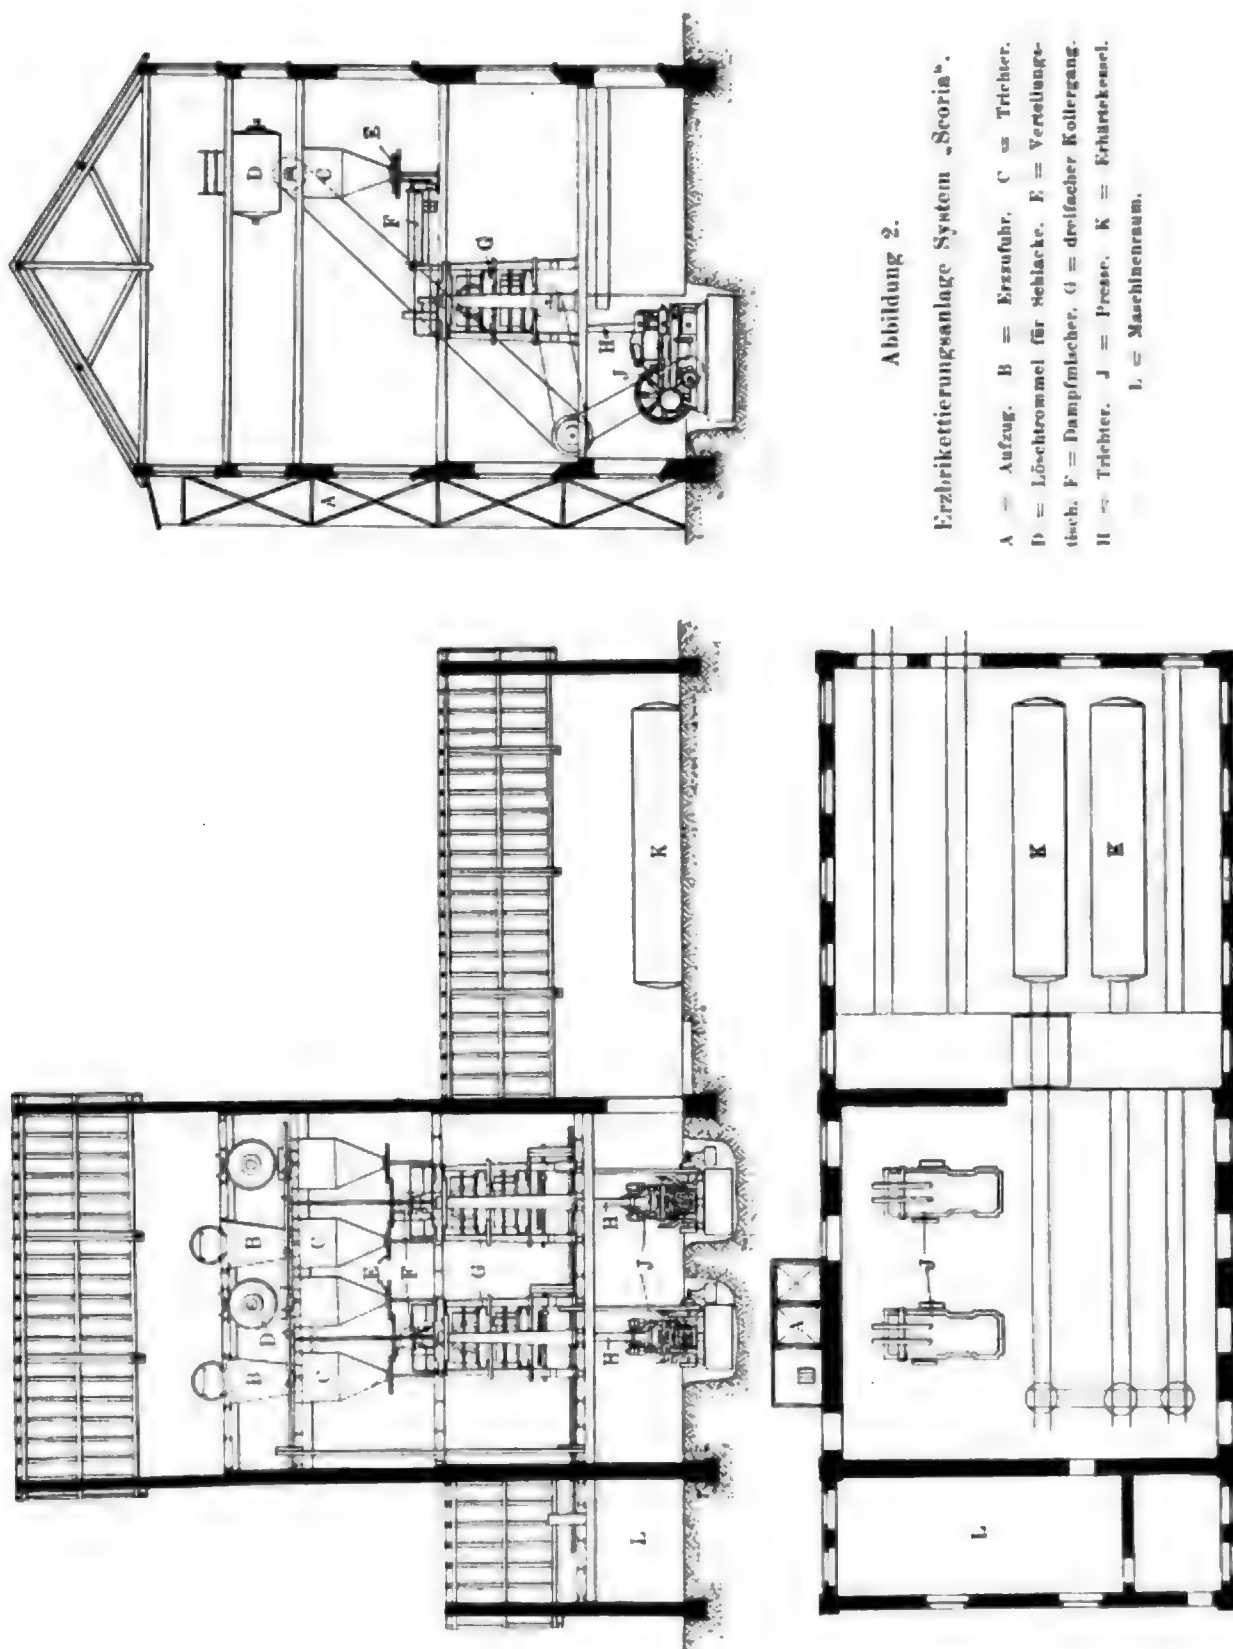 Abbildung 2.
Erzbrikettierungsanlage System „Scoria“.
A = Aufzug. B = Erzzufuhr. C = Trichter.
D = Löschtrommel für Schlacke. E = Verteilungs-
tisch. F = Dampfmischer. G = dreifacher Kollergang.
H = Trichter. J = Presse. K = Erhärtekessel.
L = Maschinenraum.
A
D
C
E
F
G
H
J
B
D
B
C
C
E
F
G
H
H
J
K
L
A
J
K
K
L